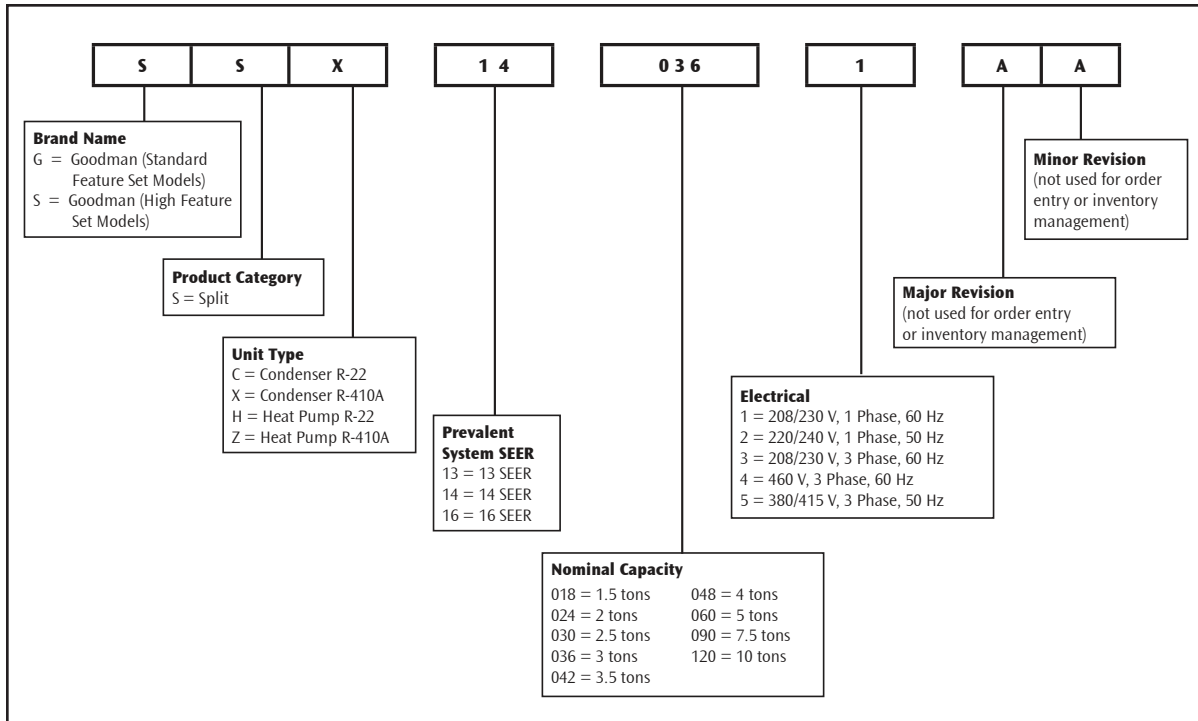 S S X 1 4 0 3 6 1 A A
Brand Name
G = Goodman (Standard
Feature Set Models)
S = Goodman (High Feature
Set Models)
Product Category
S = Split
Unit Type
C = Condenser R-22
X = Condenser R-410A
H = Heat Pump R-22
Z = Heat Pump R-410A
Prevalent
System SEER
13 = 13 SEER
14 = 14 SEER
16 = 16 SEER
Nominal Capacity
018 = 1.5 tons
024 = 2 tons
030 = 2.5 tons
036 = 3 tons
042 = 3.5 tons
048 = 4 tons
060 = 5 tons
090 = 7.5 tons
120 = 10 tons
Electrical
1 = 208/230 V, 1 Phase, 60 Hz
2 = 220/240 V, 1 Phase, 50 Hz
3 = 208/230 V, 3 Phase, 60 Hz
4 = 460 V, 3 Phase, 60 Hz
5 = 380/415 V, 3 Phase, 50 Hz
Major Revision
(not used for order entry
or inventory management)
Minor Revision
(not used for order
entry or inventory
management)